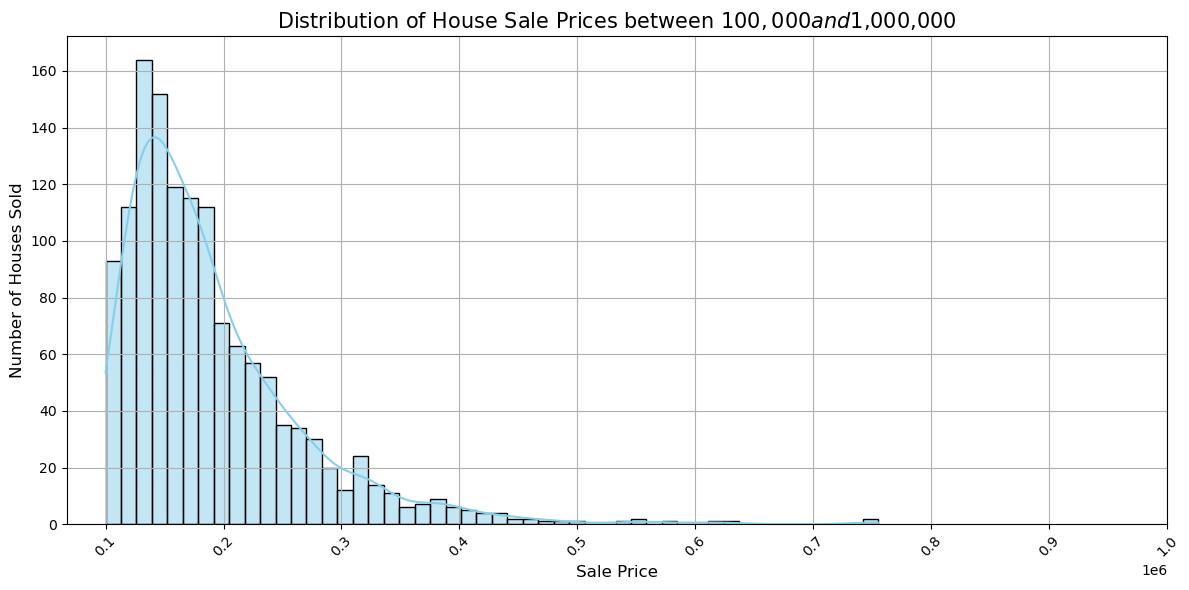 Distribution of House Sale Prices between 100,000and1,000,000
Number of Houses Sold
160
140
120
100
80
60
40
20
0
0.1 0.2 0.3 0.4 0.5 0.6 0.7 0.8 0.9 1.0
1e6
Sale Price